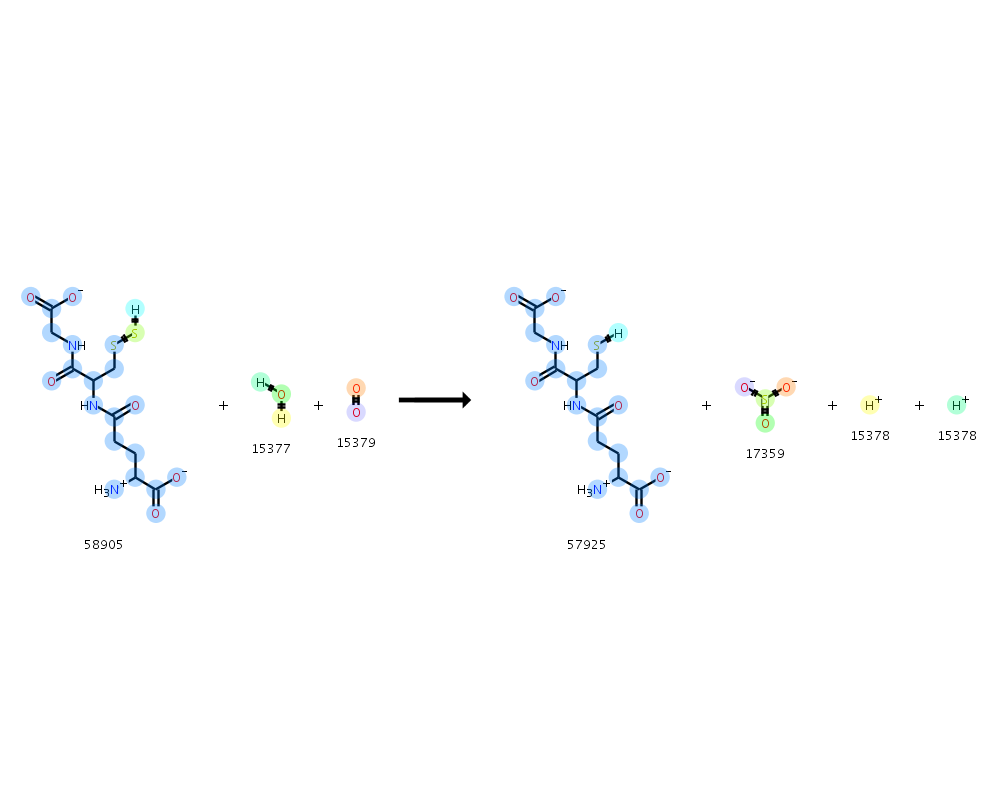 O O⁻ H O O⁻
S H
NH S NH S
O O
H O O⁻ O⁻
HN O + O + O → HN O + S + H⁺ + H⁺
H O O
15377 15379 17359 15378 15378
O⁻ O⁻
H₃N⁺ H₃N⁺
O O
58905 57925